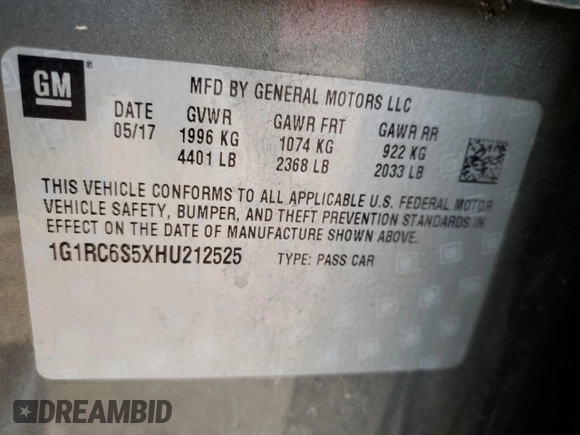 GM ®
MFD BY GENERAL MOTORS LLC
DATE GVWR GAWR FRT GAWR RR
05/17 1996 KG 1074 KG 922 KG
4401 LB 2368 LB 2033 LB
THIS VEHICLE CONFORMS TO ALL APPLICABLE U.S. FEDERAL MOTOR
VEHICLE SAFETY, BUMPER, AND THEFT PREVENTION STANDARDS IN
EFFECT ON THE DATE OF MANUFACTURE SHOWN ABOVE.
1G1RC6S5XHU212525 TYPE: PASS CAR
DREAMBID